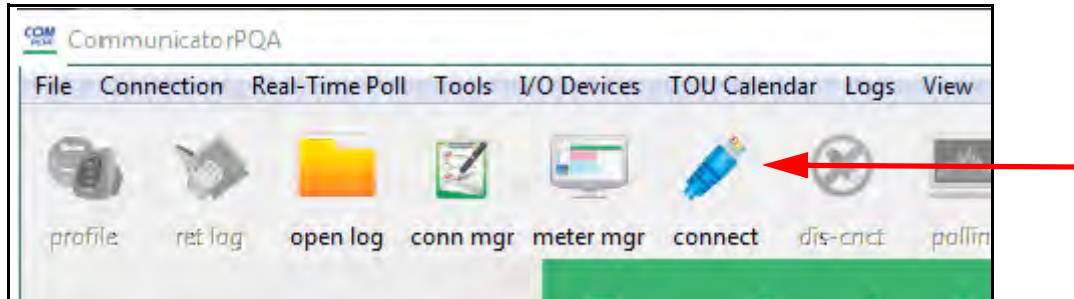 COM
PQA
CommunicatorPQA
File Connection Real-Time Poll Tools I/O Devices TOU Calendar Logs View
profile ret log open log conn mgr meter mgr connect dis-cnct pollin